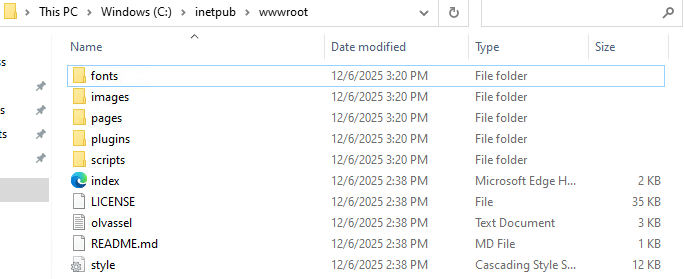 This PC > Windows (C:) > inetpub > wwwroot
Name Date modified Type Size
fonts 12/6/2025 3:20 PM File folder
images 12/6/2025 3:20 PM File folder
pages 12/6/2025 3:20 PM File folder
plugins 12/6/2025 3:20 PM File folder
scripts 12/6/2025 3:20 PM File folder
index 12/6/2025 2:38 PM Microsoft Edge H... 2 KB
LICENSE 12/6/2025 2:38 PM File 35 KB
olvassel 12/6/2025 2:38 PM Text Document 3 KB
README.md 12/6/2025 2:38 PM MD File 1 KB
style 12/6/2025 2:38 PM Cascading Style S... 12 KB